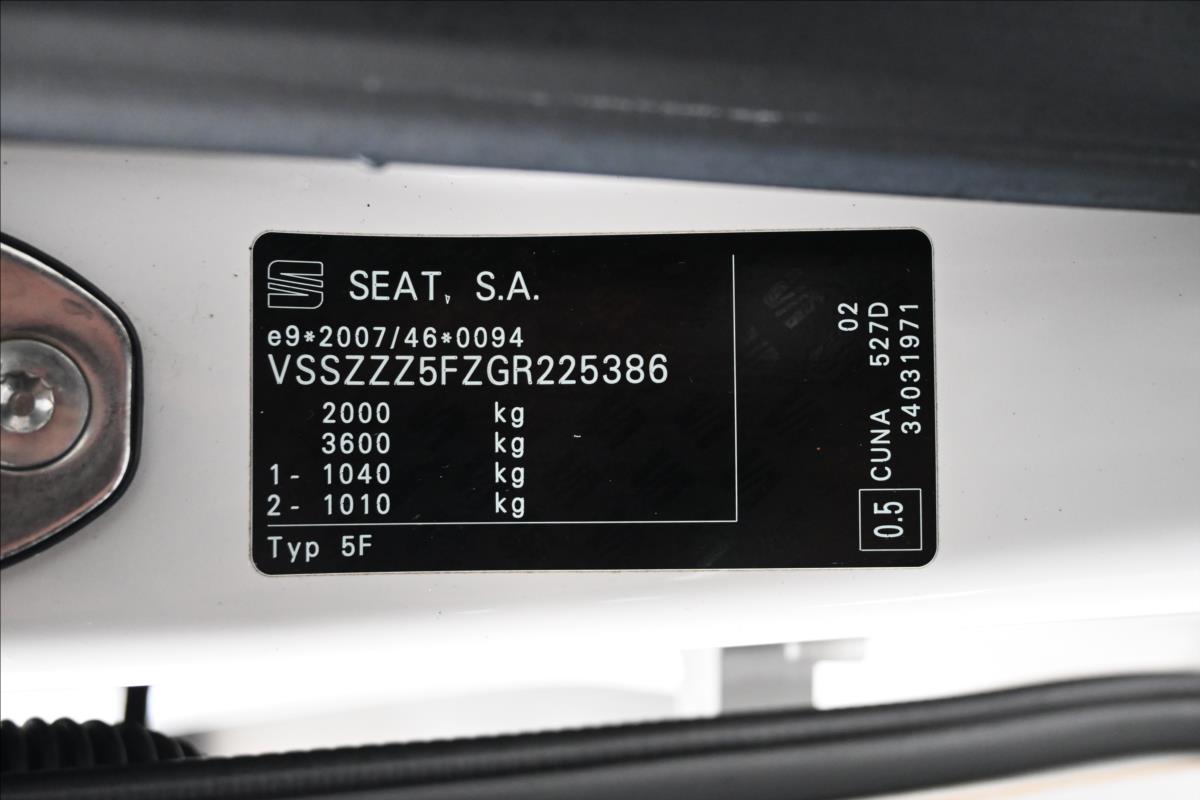 SEAT, S.A.
e9*2007/46*0094
VSSZZZ5FZGR225386
2000 kg
3600 kg
1- 1040 kg
2- 1010 kg
Typ 5F
02
0.5 CUNA 527D
34031971